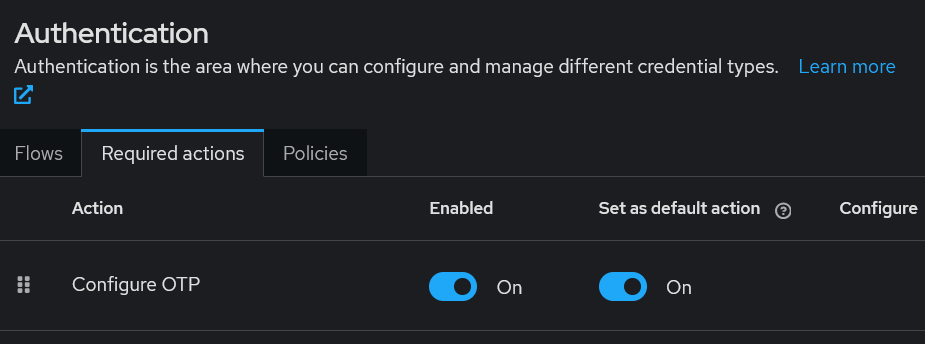 Authentication
Authentication is the area where you can configure and manage different credential types. Learn more
Flows Required actions Policies
Action Enabled Set as default action Configure
Configure OTP On On